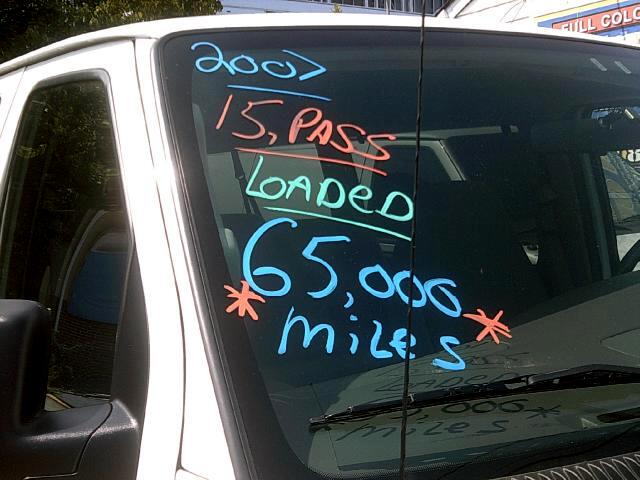 FULL COLO
2007
15, PASS
LOADeD
65,000
* miLes *